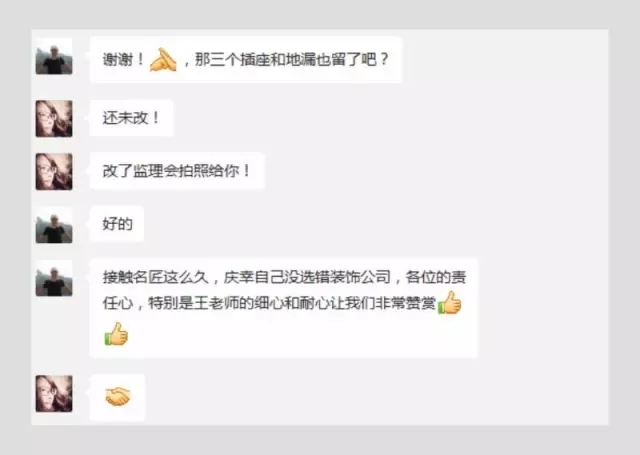 谢谢！，那三个插座和地漏也留了吧？
还未改！
改了监理会拍照给你！
好的
接触名匠这么久，庆幸自己没选错装饰公司，各位的责
任心，特别是王老师的细心和耐心让我们非常赞赏